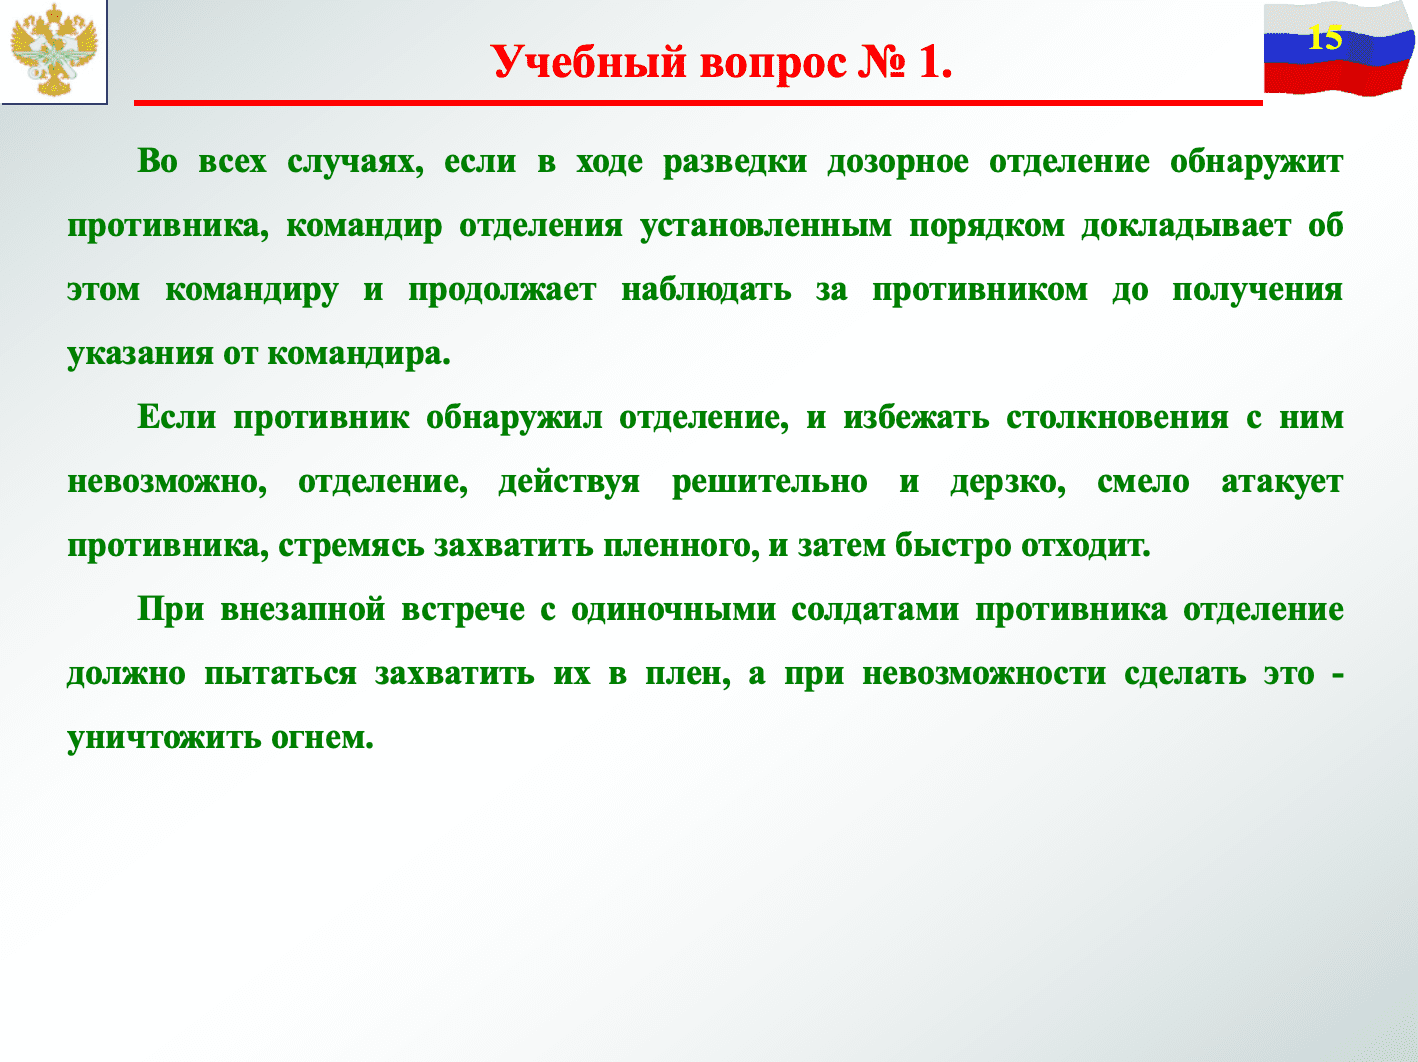 15
Учебный вопрос № 1.
Во всех случаях, если в ходе разведки дозорное отделение обнаружит
противника, командир отделения установленным порядком докладывает об
этом командиру и продолжает наблюдать за противником до получения
указания от командира.
Если противник обнаружил отделение, и избежать столкновения с ним
невозможно, отделение, действуя решительно и дерзко, смело атакует
противника, стремясь захватить пленного, и затем быстро отходит.
При внезапной встрече с одиночными солдатами противника отделение
должно пытаться захватить их в плен, а при невозможности сделать это -
уничтожить огнем.